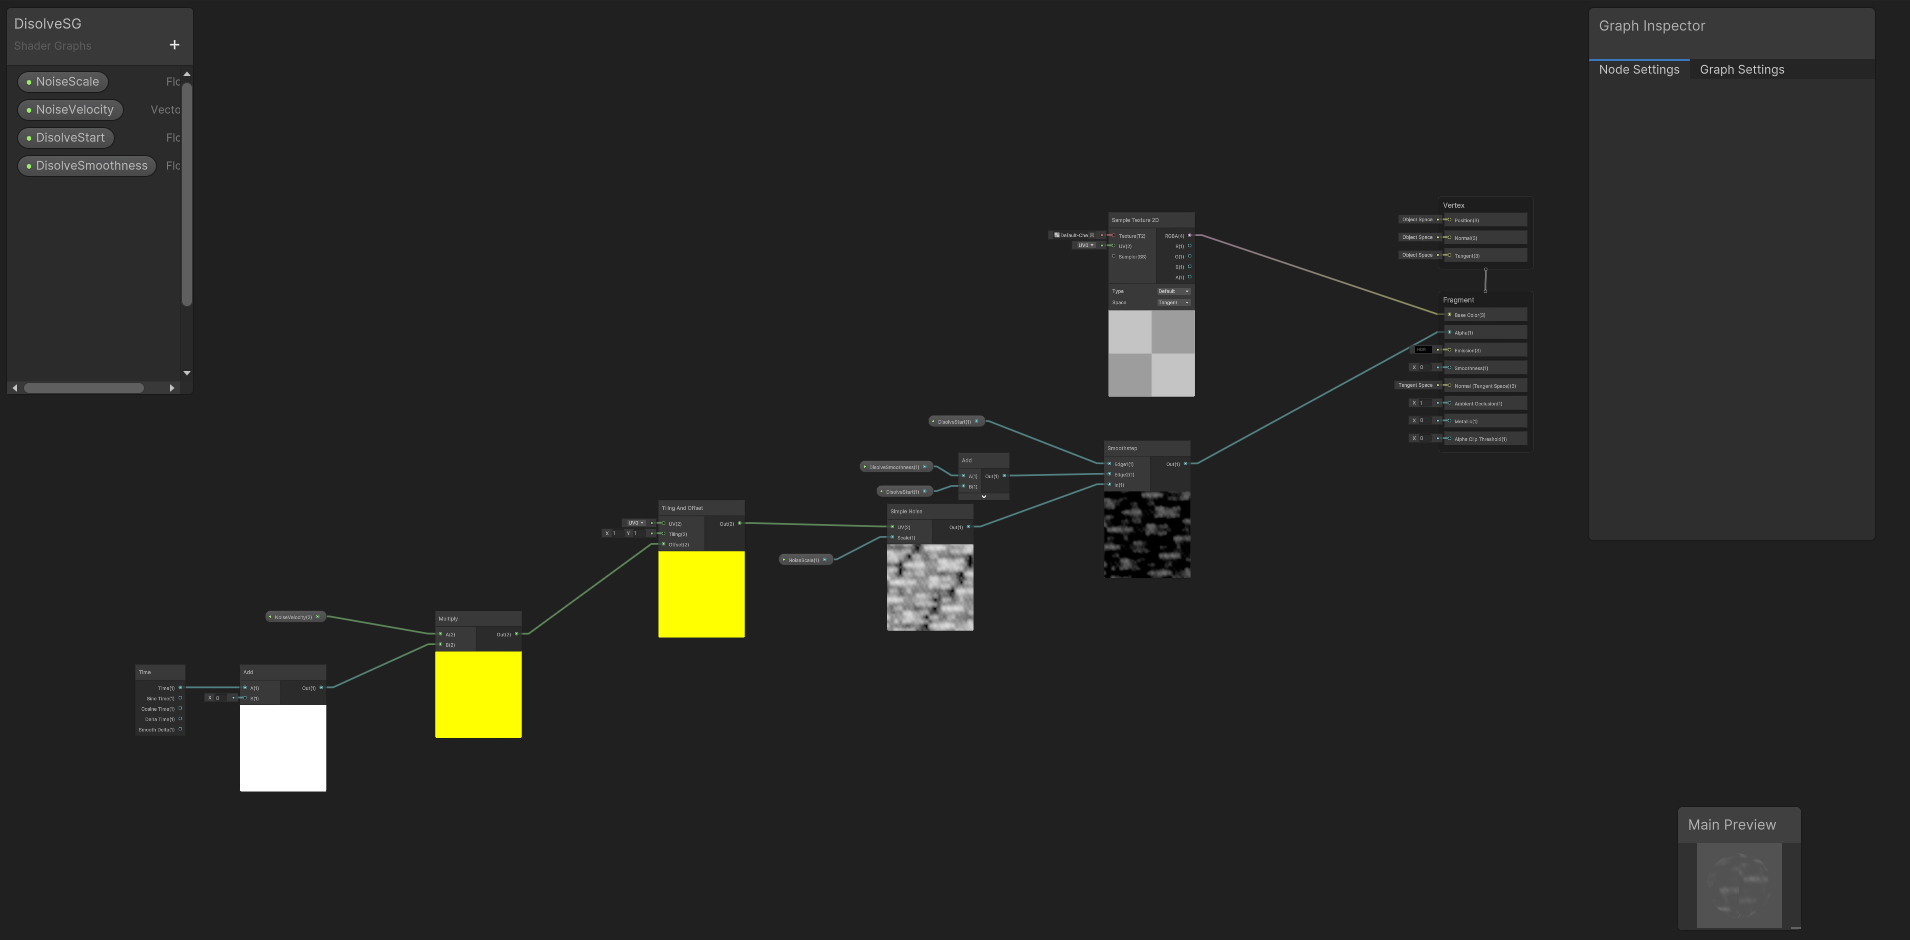 DisolveSG
Shader Graphs
+
NoiseScale Flo
NoiseVelocity Vecto
DisolveStart Flo
DisolveSmoothness Flo
Graph Inspector
Node Settings Graph Settings
Sample Texture 2D
Texture(T2) RGBA(4)
UV0 UV(2) R(1)
Sampler(SS) G(1)
B(1)
A(1)
Type Default
Space Tangent
Vertex
Object Space Position(3)
Object Space Normal(3)
Object Space Tangent(3)
Fragment
Base Color(3)
Alpha(1)
Emission(3)
X 0 Smoothness(1)
Tangent Space Normal (Tangent Space)(3)
X 1 Ambient Occlusion(1)
X 0 Metallic(1)
X 0 Alpha Clip Threshold(1)
DisolveStart(1)
DisolveSmoothness(1)
DisolveStart(1)
Add
A(1) Out(1)
B(1)
Smoothstep
Edge1(1) Out(1)
Edge2(1)
In(1)
Tiling And Offset
UV0 UV(2) Out(2)
X 1 Y 1 Tiling(2)
Offset(2)
Simple Noise
UV(2) Out(1)
Scale(1)
NoiseScale(1)
NoiseVelocity(2)
Multiply
A(2) Out(2)
B(2)
Time
Time(1)
Sine Time(1)
Cosine Time(1)
Delta Time(1)
Smooth Delta(1)
Add
A(1) Out(1)
X 0 B(1)
Main Preview